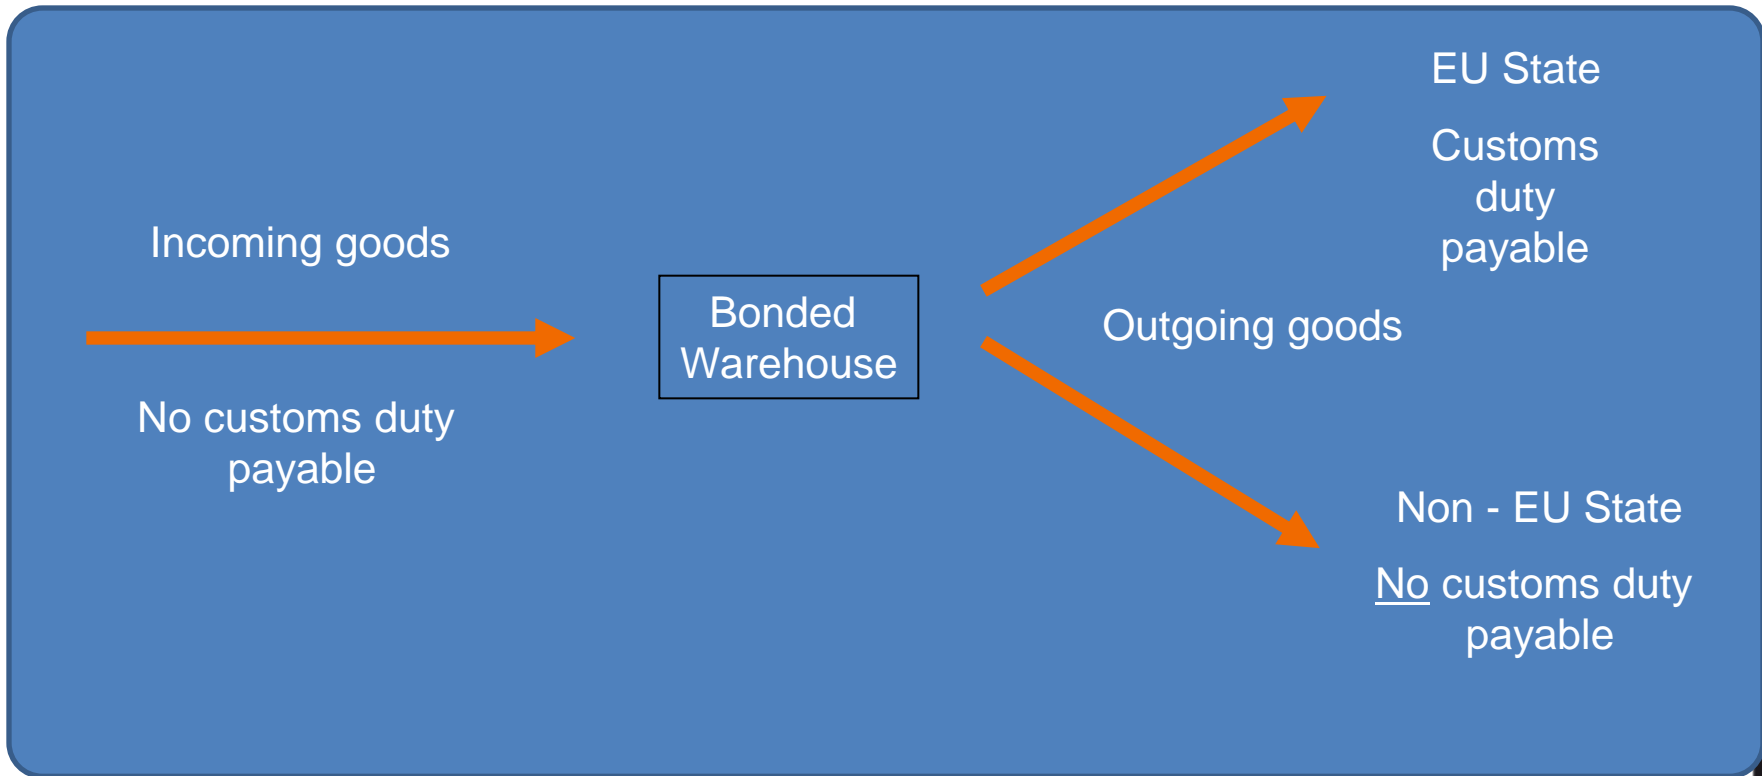 Incoming goods
No customs duty
payable
Bonded
Warehouse
Outgoing goods
EU State
Customs
duty
payable
Non - EU State
No customs duty
payable